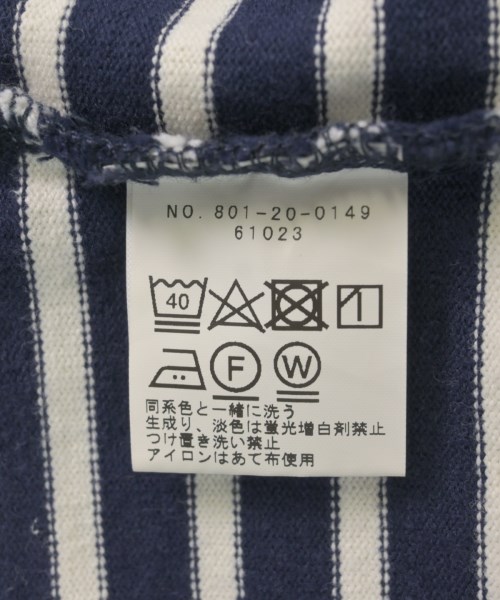 NO. 801-20-0149
61023
40
F W
同系色と一緒に洗う
生成り、淡色は蛍光増白剤禁止
つけ置き洗い禁止
アイロンはあて布使用